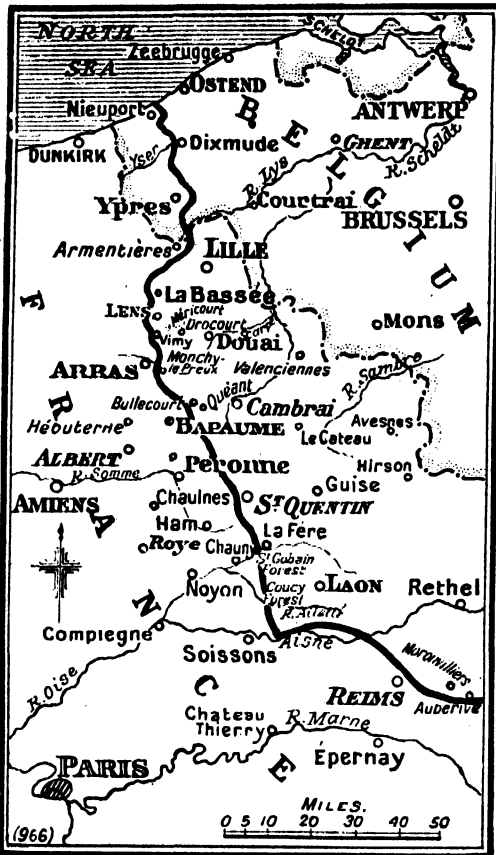 NORTH
SEA
SCHELDT
Zeebrugge
OSTEND
Nieuport
ANTWERP
DUNKIRK
Yser
Dixmude
GHENT
R. Scheldt
R. Lys
Ypres
Courtrai
BELGIUM
BRUSSELS
Armentières
LILLE
La Bassée
LENS
Méricourt
Drocourt
Vimy
Douai
Scarpe
Mons
ARRAS
Monchy-
le-Preux
Valenciennes
R. Sambre
Bullecourt
Quéant
Cambrai
Hébuterne
BAPAUME
Le Cateau
Avesnes
ALBERT
Peronne
Hirson
R. Somme
AMIENS
Chaulnes
ST QUENTIN
Guise
Ham
Roye
Chauny
La Fère
St Gobain
Forest
Noyon
Coucy
Forest
LAON
Rethel
R. Ailette
Compiegne
Soissons
Aisne
Moronvilliers
R. Oise
REIMS
Auberive
Chateau
Thierry
R. Marne
Épernay
FRANCE
PARIS
MILES.
0 5 10 20 30 40 50
(966)